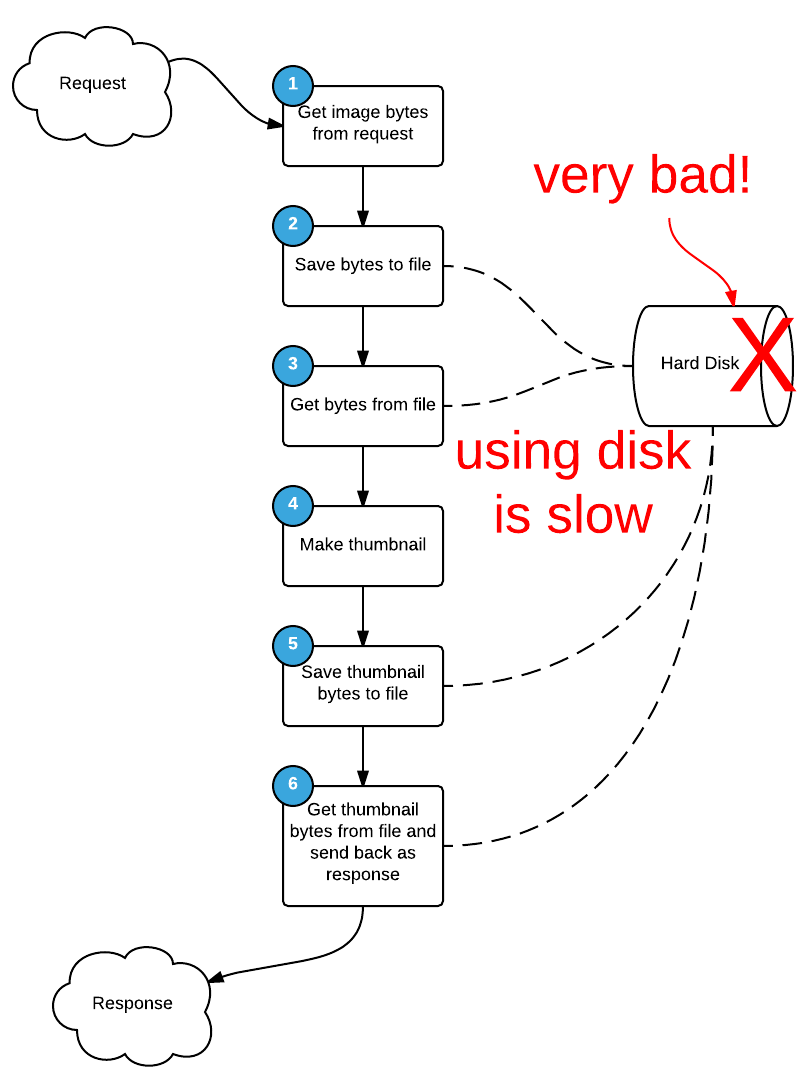 Request
1
Get image bytes
from request
very bad!
2
Save bytes to file
Hard Disk
X
3
Get bytes from file
using disk
is slow
4
Make thumbnail
5
Save thumbnail
bytes to file
6
Get thumbnail
bytes from file and
send back as
response
Response